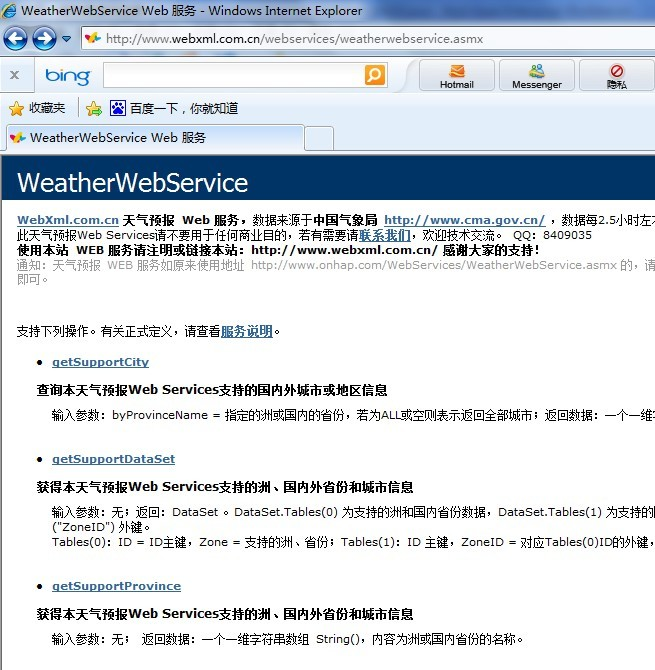 WeatherWebService Web 服务 - Windows Internet Explorer
http://www.webxml.com.cn/webservices/weatherwebservice.asmx
x bing Hotmail Messenger 隐私
收藏夹 百度一下，你就知道
WeatherWebService Web 服务
WeatherWebService
WebXml.com.cn 天气预报 Web 服务，数据来源于中国气象局 http://www.cma.gov.cn/ ，数据每2.5小时左
此天气预报Web Services请不要用于任何商业目的，若有需要请联系我们，欢迎技术交流。 QQ：8409035
使用本站 WEB 服务请注明或链接本站：http://www.webxml.com.cn/ 感谢大家的支持！
通知：天气预报 WEB 服务如原来使用地址 http://www.onhap.com/WebServices/WeatherWebService.asmx 的，请
即可。
支持下列操作。有关正式定义，请查看服务说明。
getSupportCity
查询本天气预报Web Services支持的国内外城市或地区信息
输入参数：byProvinceName = 指定的洲或国内的省份，若为ALL或空则表示返回全部城市；返回数据：一个一维
getSupportDataSet
获得本天气预报Web Services支持的洲、国内外省份和城市信息
输入参数：无；返回：DataSet 。DataSet.Tables(0) 为支持的洲和国内省份数据，DataSet.Tables(1) 为支持的
("ZoneID") 外键。
Tables(0)：ID = ID主键，Zone = 支持的洲、省份；Tables(1)：ID 主键，ZoneID = 对应Tables(0)ID的外键，
getSupportProvince
获得本天气预报Web Services支持的洲、国内外省份和城市信息
输入参数：无； 返回数据：一个一维字符串数组 String()，内容为洲或国内省份的名称。